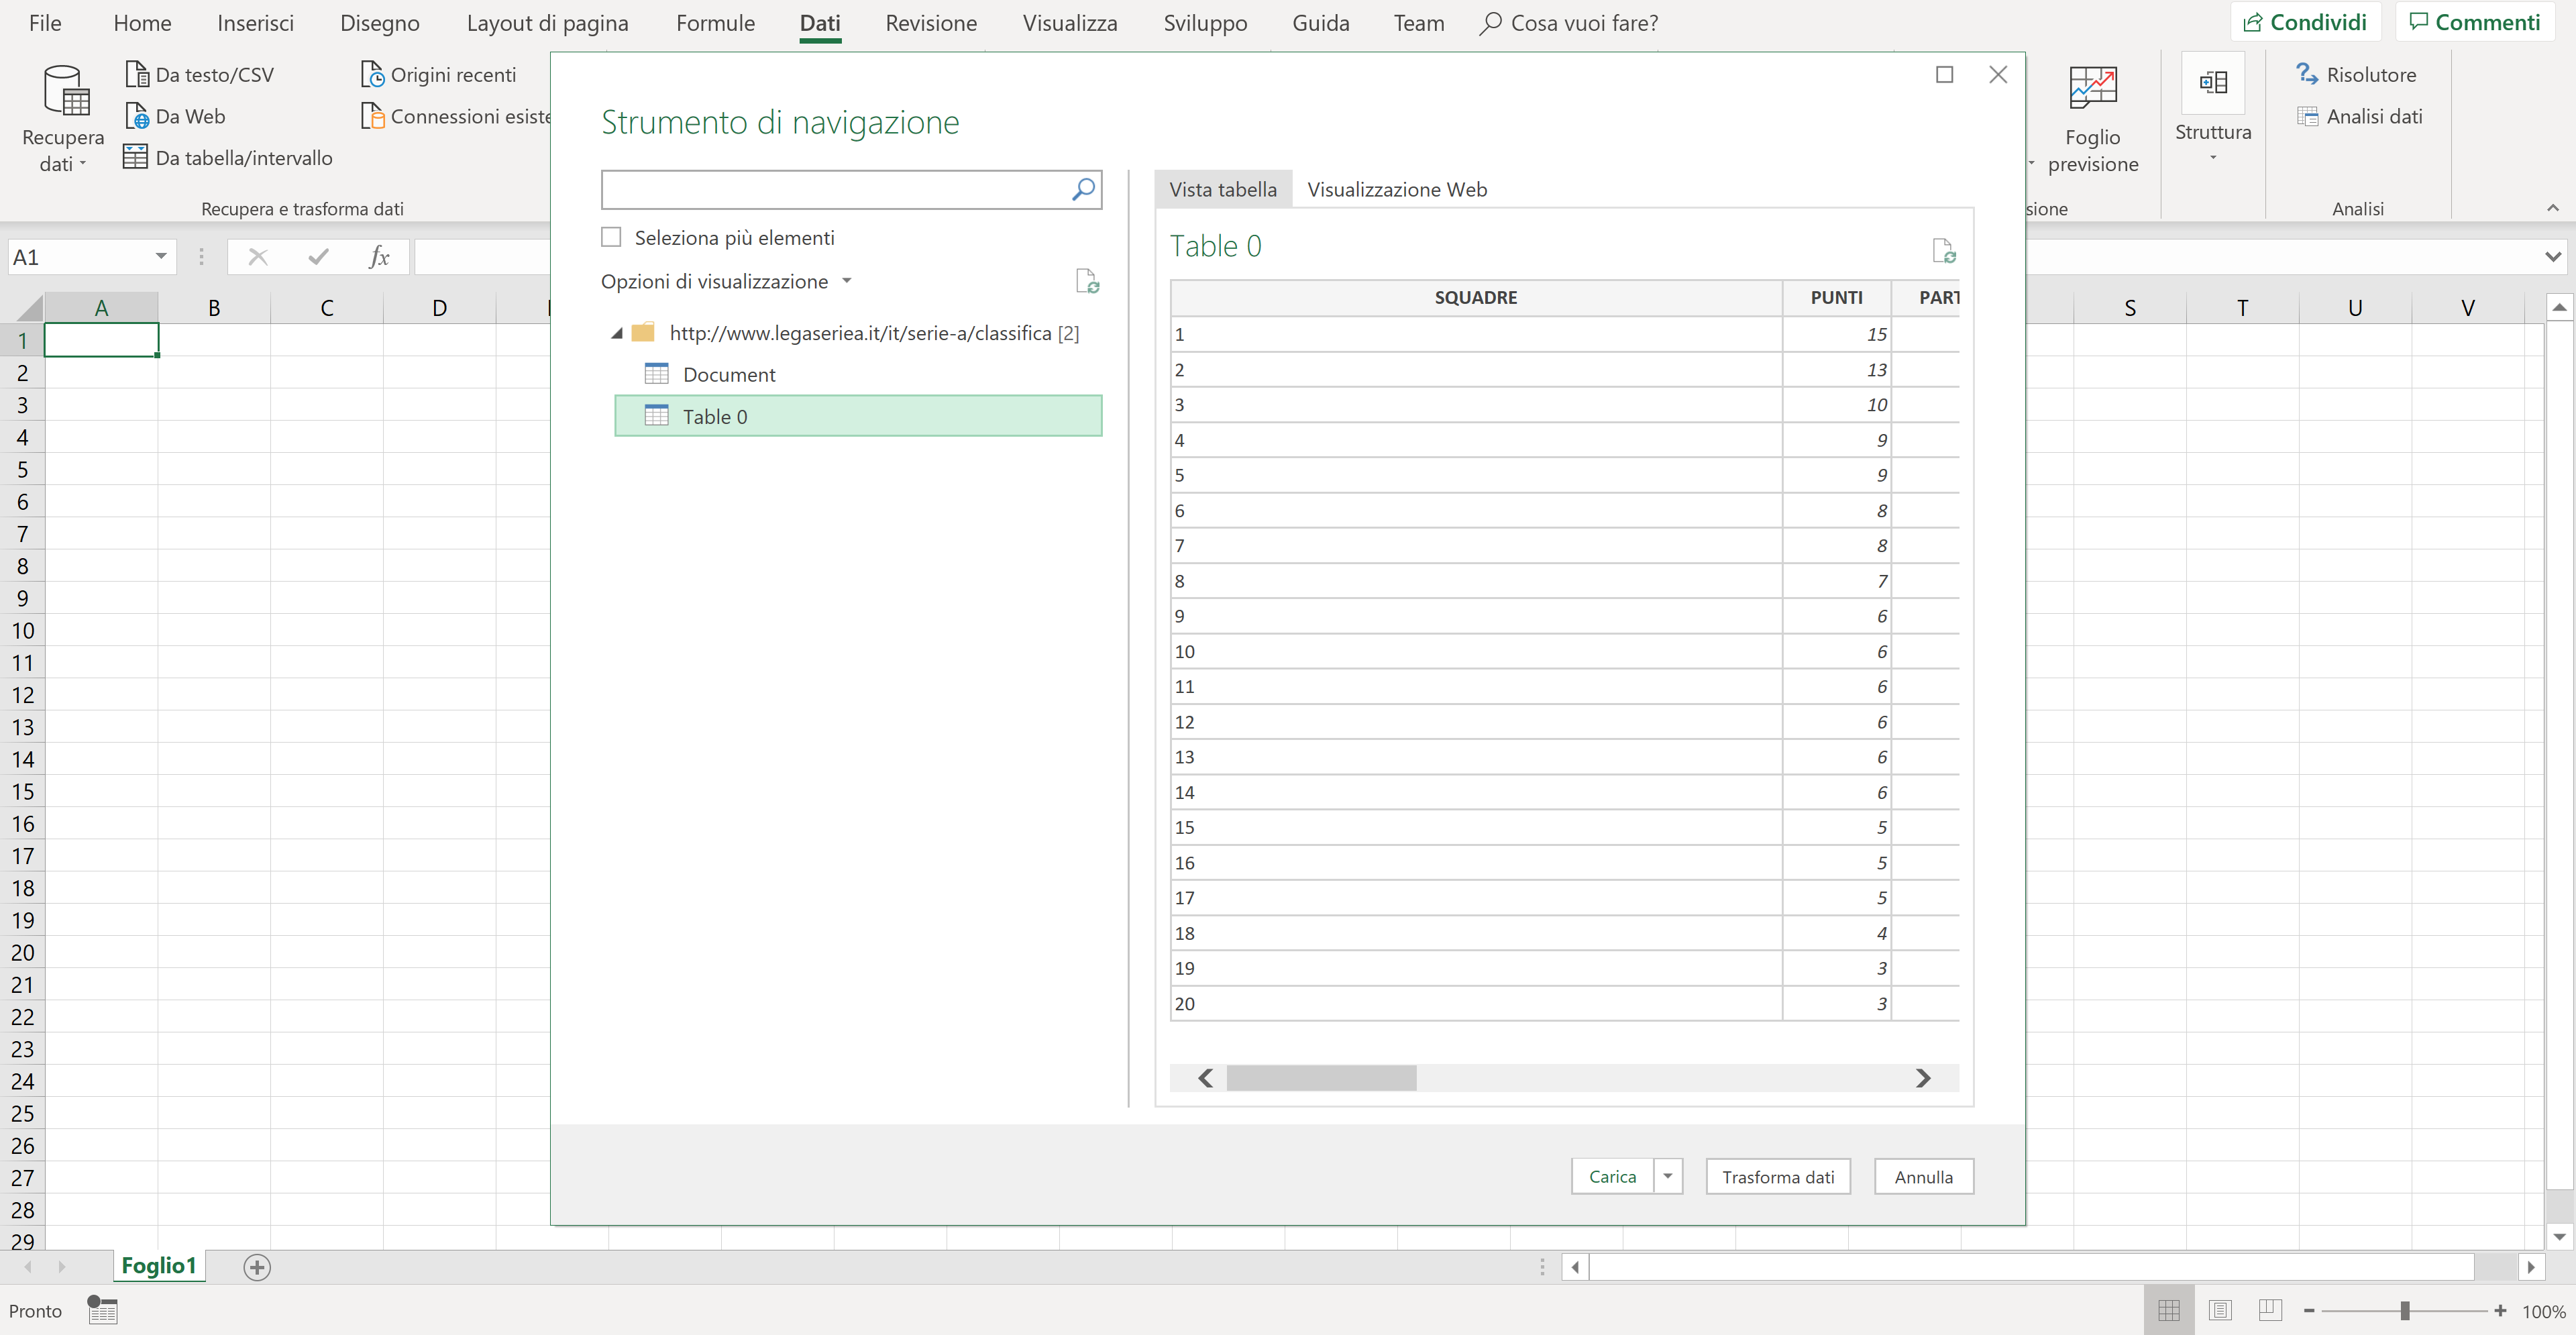 File Home Inserisci Disegno Layout di pagina Formule Dati Revisione Visualizza Sviluppo Guida Team Cosa vuoi fare? Condividi Commenti
Recupera dati
Da testo/CSV
Da Web
Da tabella/intervallo
Origini recenti
Connessioni esiste
Recupera e trasforma dati
Foglio previsione
Struttura
Risolutore
Analisi dati
sione
Analisi
A1
fx
A B C D S T U V
1
2
3
4
5
6
7
8
9
10
11
12
13
14
15
16
17
18
19
20
21
22
23
24
25
26
27
28
29
Strumento di navigazione
Seleziona più elementi
Opzioni di visualizzazione
http://www.legaseriea.it/it/serie-a/classifica [2]
Document
Table 0
Vista tabella Visualizzazione Web
Table 0
SQUADRE PUNTI PART
1 15
2 13
3 10
4 9
5 9
6 8
7 8
8 7
9 6
10 6
11 6
12 6
13 6
14 6
15 5
16 5
17 5
18 4
19 3
20 3
Carica Trasforma dati Annulla
Foglio1
Pronto 100%